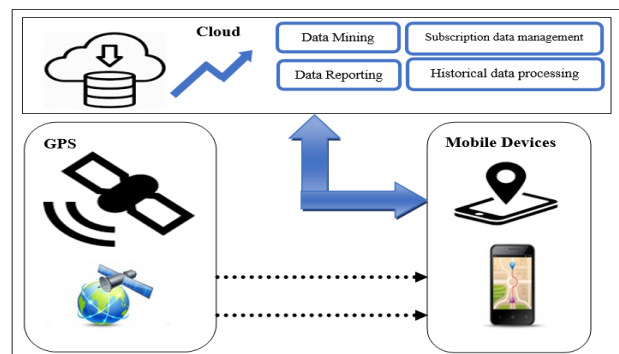 Cloud
Data Mining
Subscription data management
Data Reporting
Historical data processing
GPS
Mobile Devices